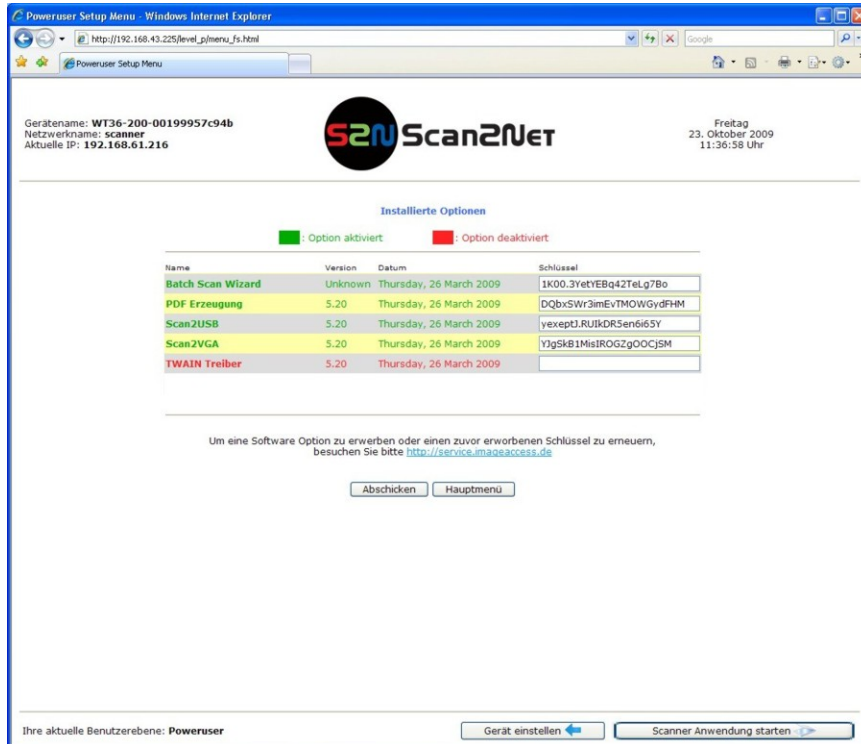 Poweruser Setup Menu - Windows Internet Explorer
http://192.168.43.225/level_p/menu_fs.html
Google
Poweruser Setup Menu
Gerätename: WT36-200-00199957c94b
Netzwerkname: scanner
Aktuelle IP: 192.168.61.216
S2N Scan2Net
Freitag
23. Oktober 2009
11:36:58 Uhr
Installierte Optionen
: Option aktiviert : Option deaktiviert
Name Version Datum Schlüssel
Batch Scan Wizard Unknown Thursday, 26 March 2009 1K00.3YetYEBq42TeLg7Bo
PDF Erzeugung 5.20 Thursday, 26 March 2009 DQbxSWr3imEvTMOWGydFHM
Scan2USB 5.20 Thursday, 26 March 2009 yexeptJ.RUIkDR5en6i65Y
Scan2VGA 5.20 Thursday, 26 March 2009 YJgSkB1MisIROGZgOOCjSM
TWAIN Treiber 5.20 Thursday, 26 March 2009
Um eine Software Option zu erwerben oder einen zuvor erworbenen Schlüssel zu erneuern,
besuchen Sie bitte http://service.imageaccess.de
Abschicken Hauptmenü
Ihre aktuelle Benutzerebene: Poweruser
Gerät einstellen Scanner Anwendung starten